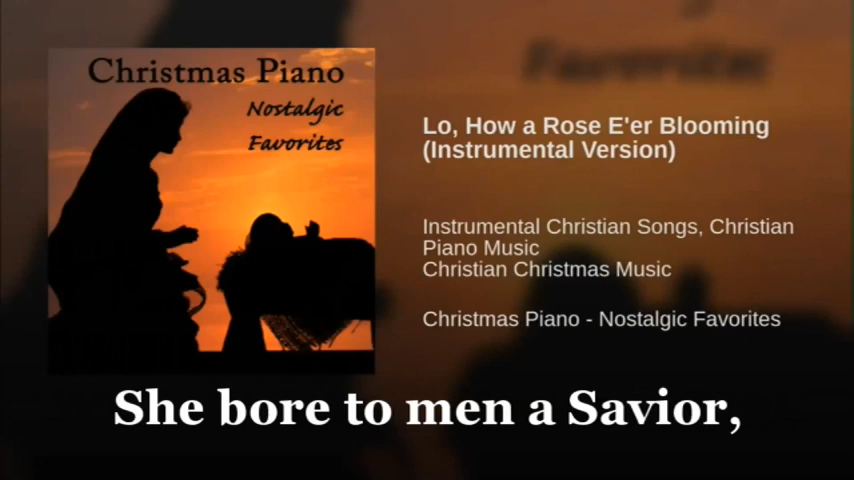 Christmas Piano
Nostalgic
Favorites
Favorites
Lo, How a Rose E'er Blooming
(Instrumental Version)
Instrumental Christian Songs, Christian
Piano Music
Christian Christmas Music
Christmas Piano - Nostalgic Favorites
She bore to men a Savior,